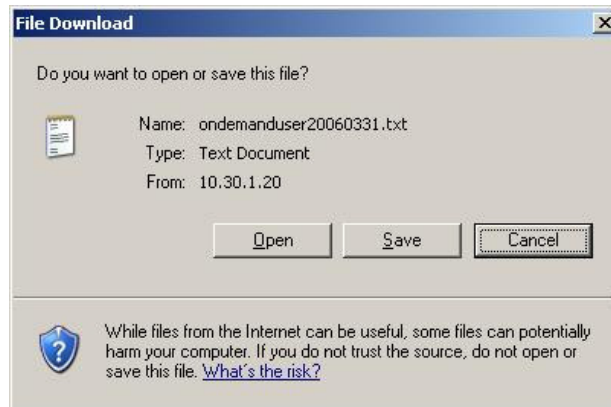 File Download
Do you want to open or save this file?
Name: ondemanduser20060331.txt
Type: Text Document
From: 10.30.1.20
Open Save Cancel
While files from the Internet can be useful, some files can potentially
harm your computer. If you do not trust the source, do not open or
save this file. What's the risk?